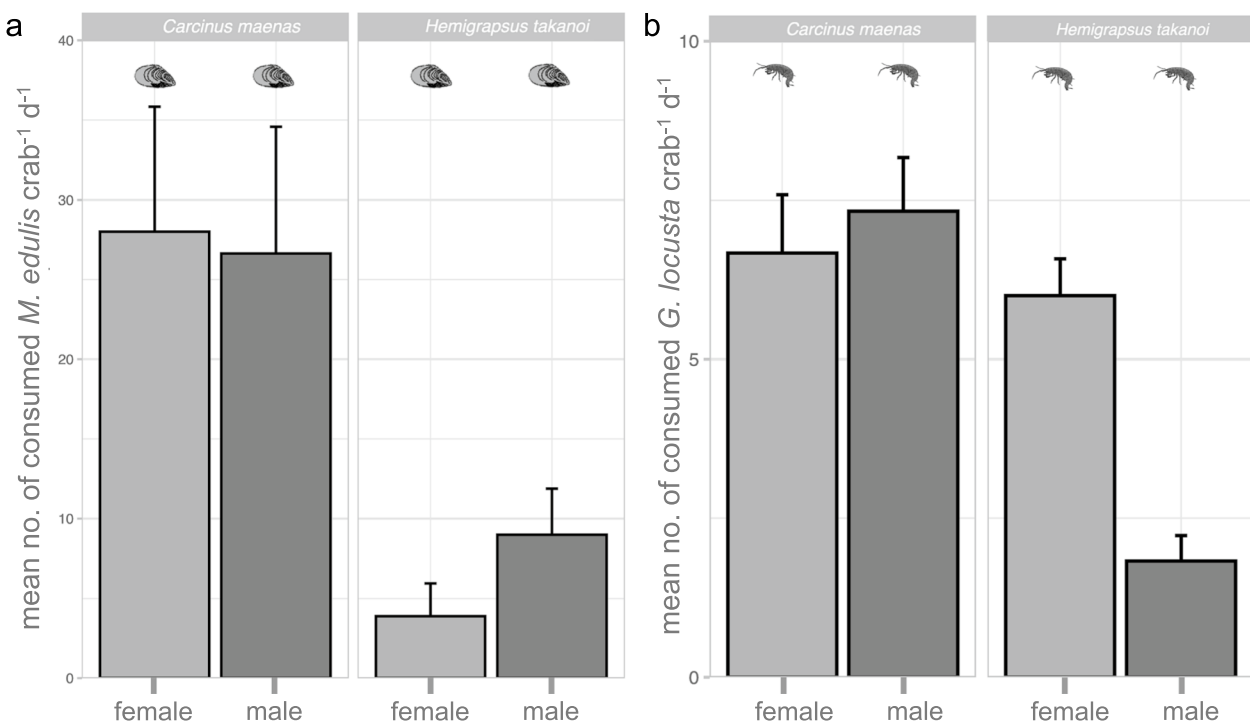 a
Carcinus maenas
Hemigrapsus takanoi
mean no. of consumed M. edulis crab⁻¹ d⁻¹
40
30
20
10
0
female
male
female
male
b
Carcinus maenas
Hemigrapsus takanoi
mean no. of consumed G. locusta crab⁻¹ d⁻¹
10
5
0
female
male
female
male